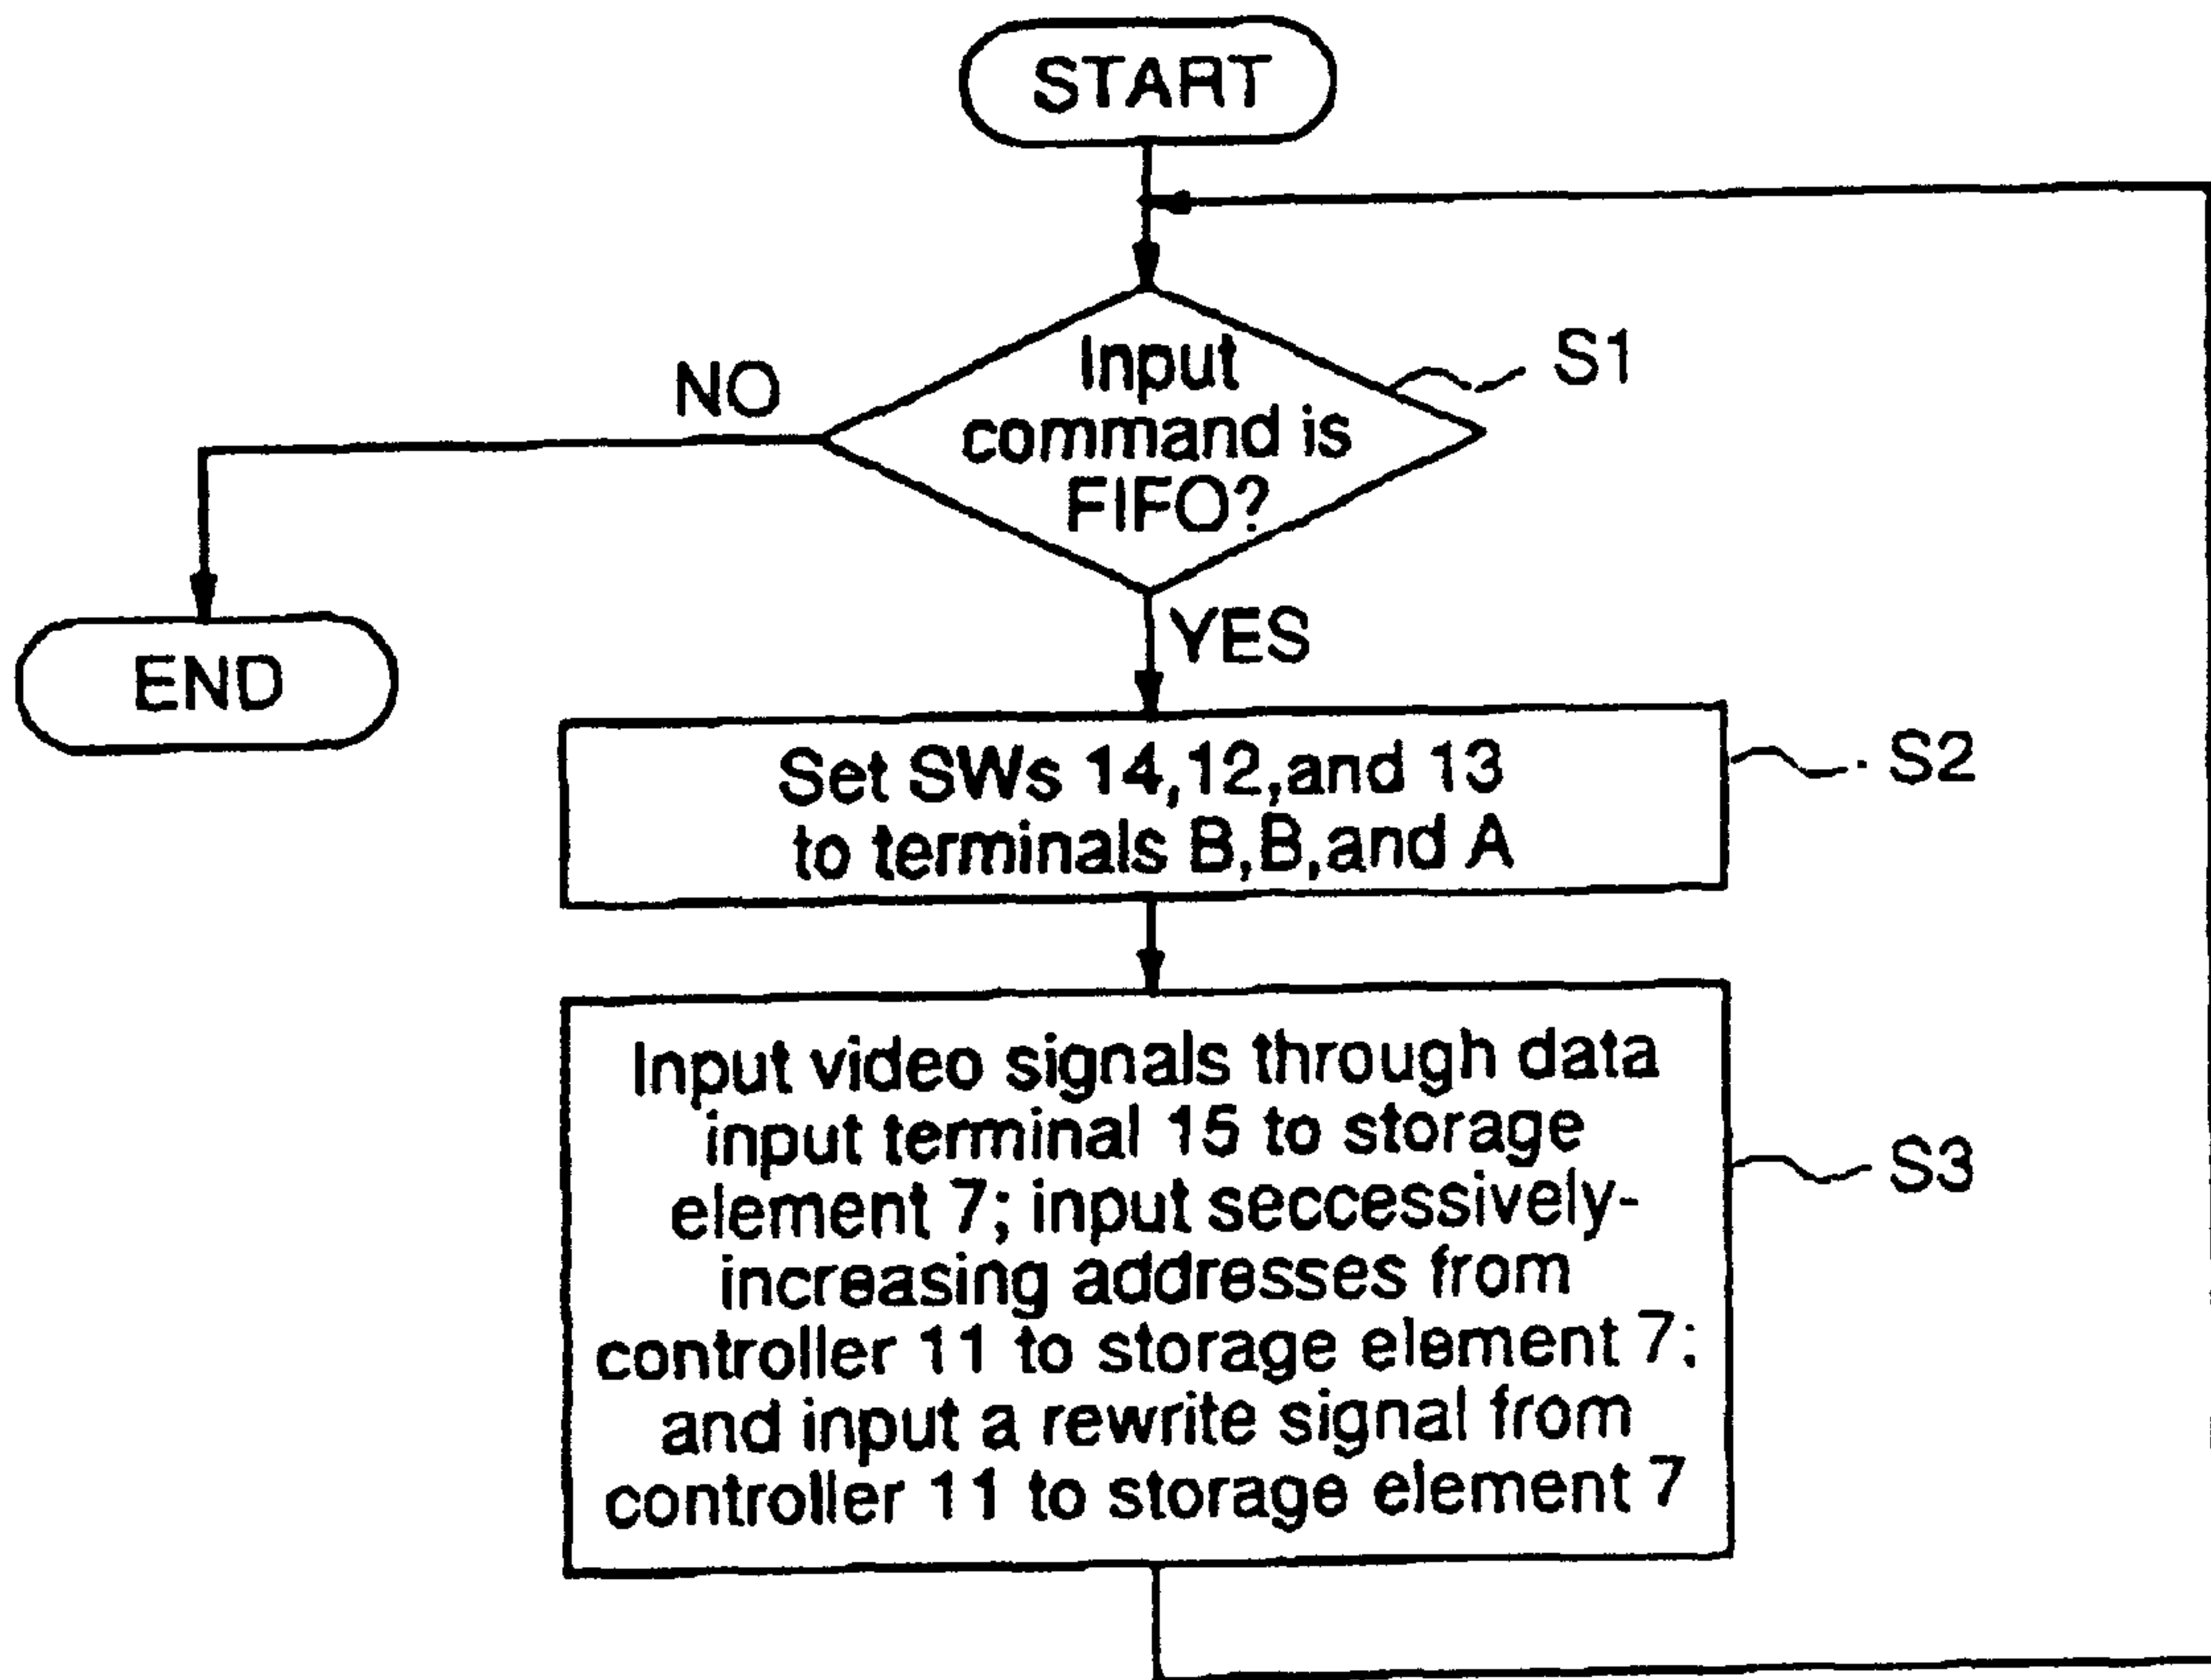 START
Input
command is
FIFO?
S1
NO
YES
END
Set SWs 14,12,and 13
to terminals B,B,and A
S2
Input video signals through data
input terminal 15 to storage
element 7; input seccessively-
increasing addresses from
controller 11 to storage element 7;
and input a rewrite signal from
controller 11 to storage element 7
S3